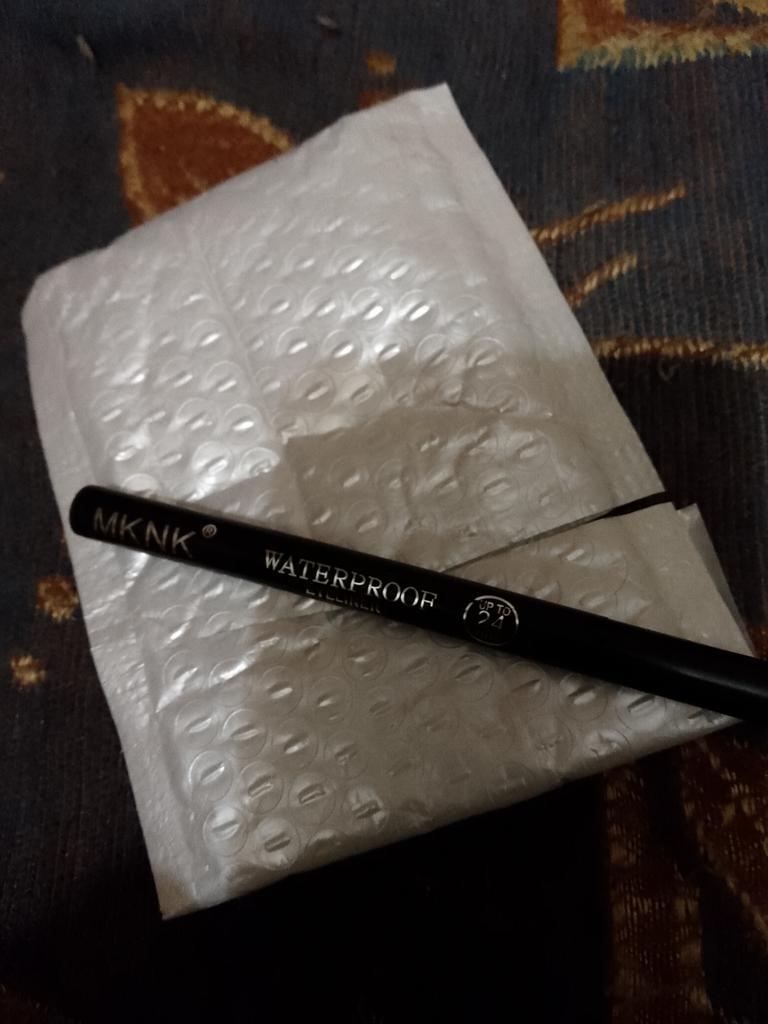 MKNK®
WATERPROOF
EYELINER
UP TO
24